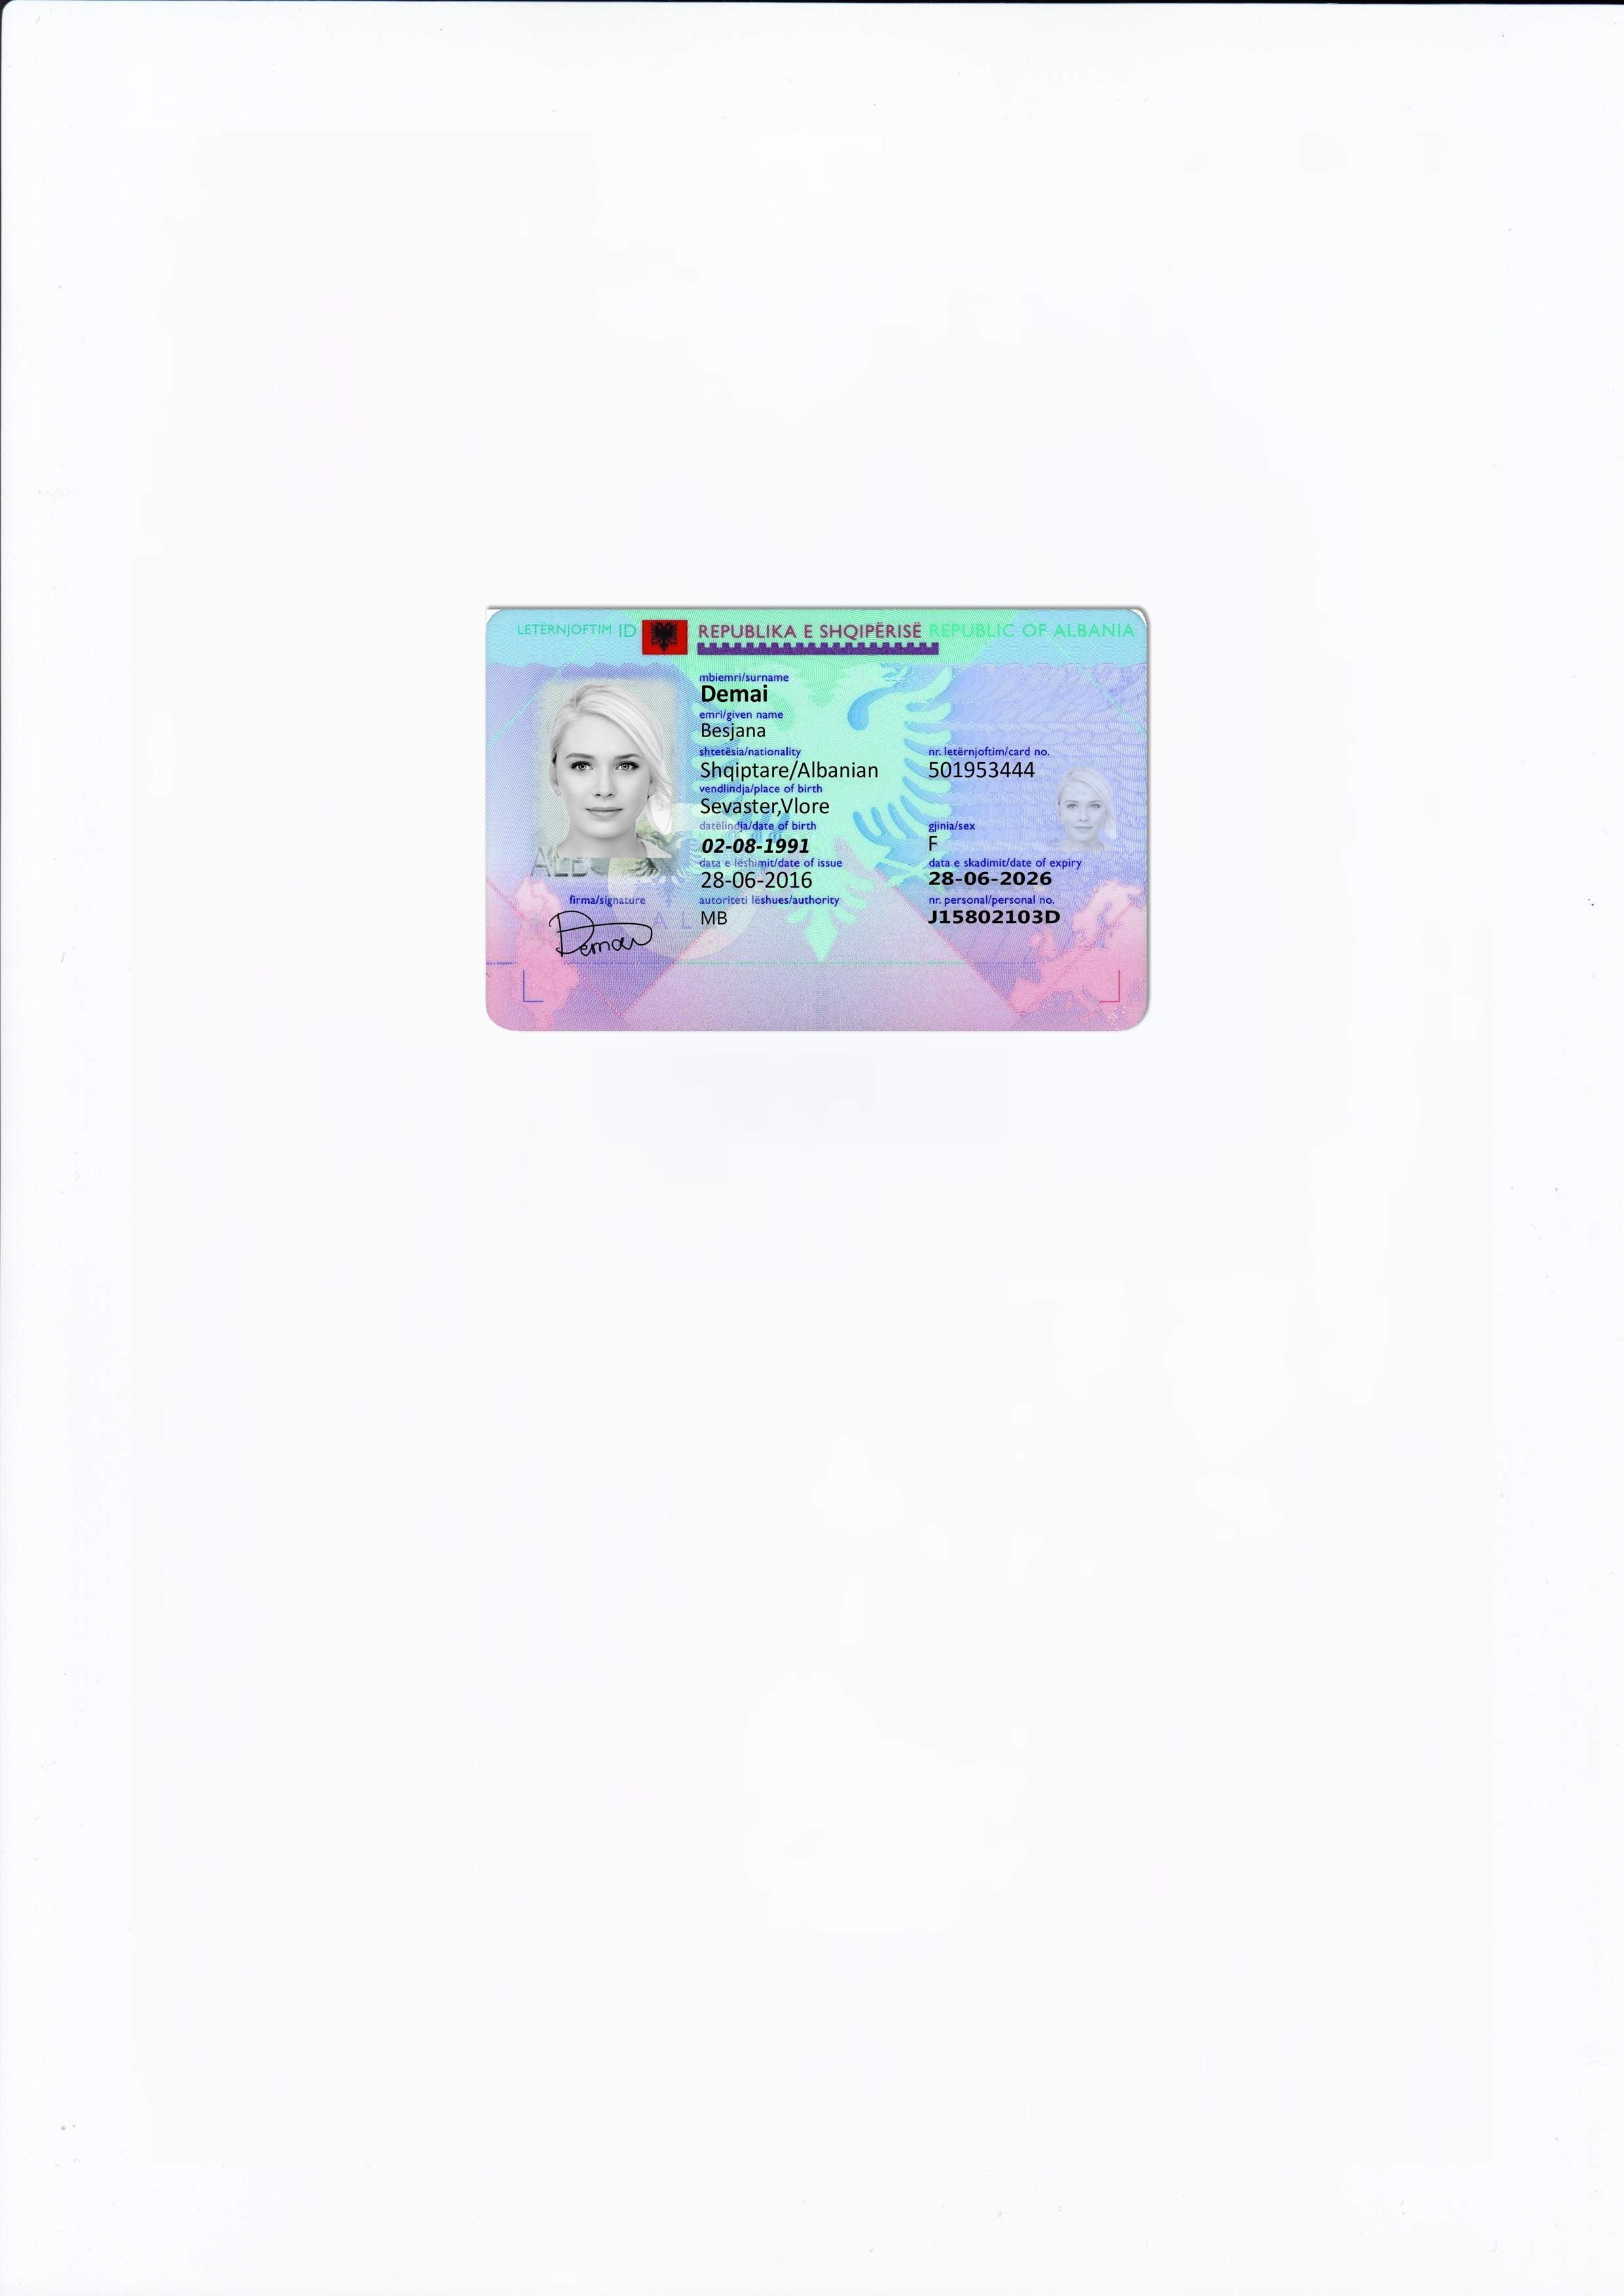 LETËRNJOFTIM ID REPUBLIKA E SHQIPËRISË REPUBLIC OF ALBANIA
mbiemri/surname
Demai
emri/given name
Besjana
shtetësia/nationality nr. letërnjoftim/card no.
Shqiptare/Albanian 501953444
vendlindja/place of birth
Sevaster,Vlore
datëlindja/date of birth gjinia/sex
02-08-1991 F
data e lëshimit/date of issue data e skadimit/date of expiry
28-06-2016 28-06-2026
firma/signature autoriteti lëshues/authority nr. personal/personal no.
MB J15802103D
Demai
ALB